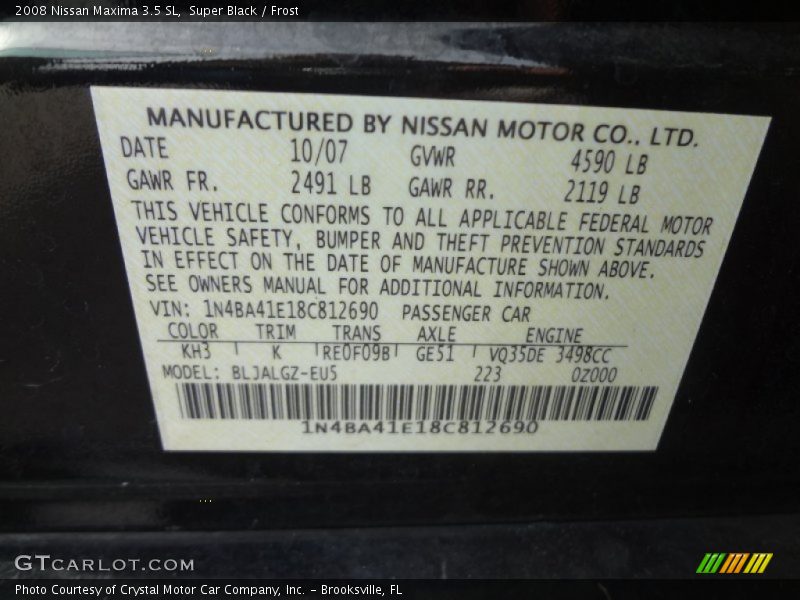 2008 Nissan Maxima 3.5 SL, Super Black / Frost
MANUFACTURED BY NISSAN MOTOR CO., LTD.
DATE 10/07 GVWR 4590 LB
GAWR FR. 2491 LB GAWR RR. 2119 LB
THIS VEHICLE CONFORMS TO ALL APPLICABLE FEDERAL MOTOR
VEHICLE SAFETY, BUMPER AND THEFT PREVENTION STANDARDS
IN EFFECT ON THE DATE OF MANUFACTURE SHOWN ABOVE.
SEE OWNERS MANUAL FOR ADDITIONAL INFORMATION.
VIN: 1N4BA41E18C812690 PASSENGER CAR
COLOR TRIM TRANS AXLE ENGINE
KH3 K RE0F09B GE51 VQ35DE 3498CC
MODEL: BLJALGZ-EU5 223 0Z000
1N4BA41E18C812690
GTCARLOT.COM
Photo Courtesy of Crystal Motor Car Company, Inc. - Brooksville, FL